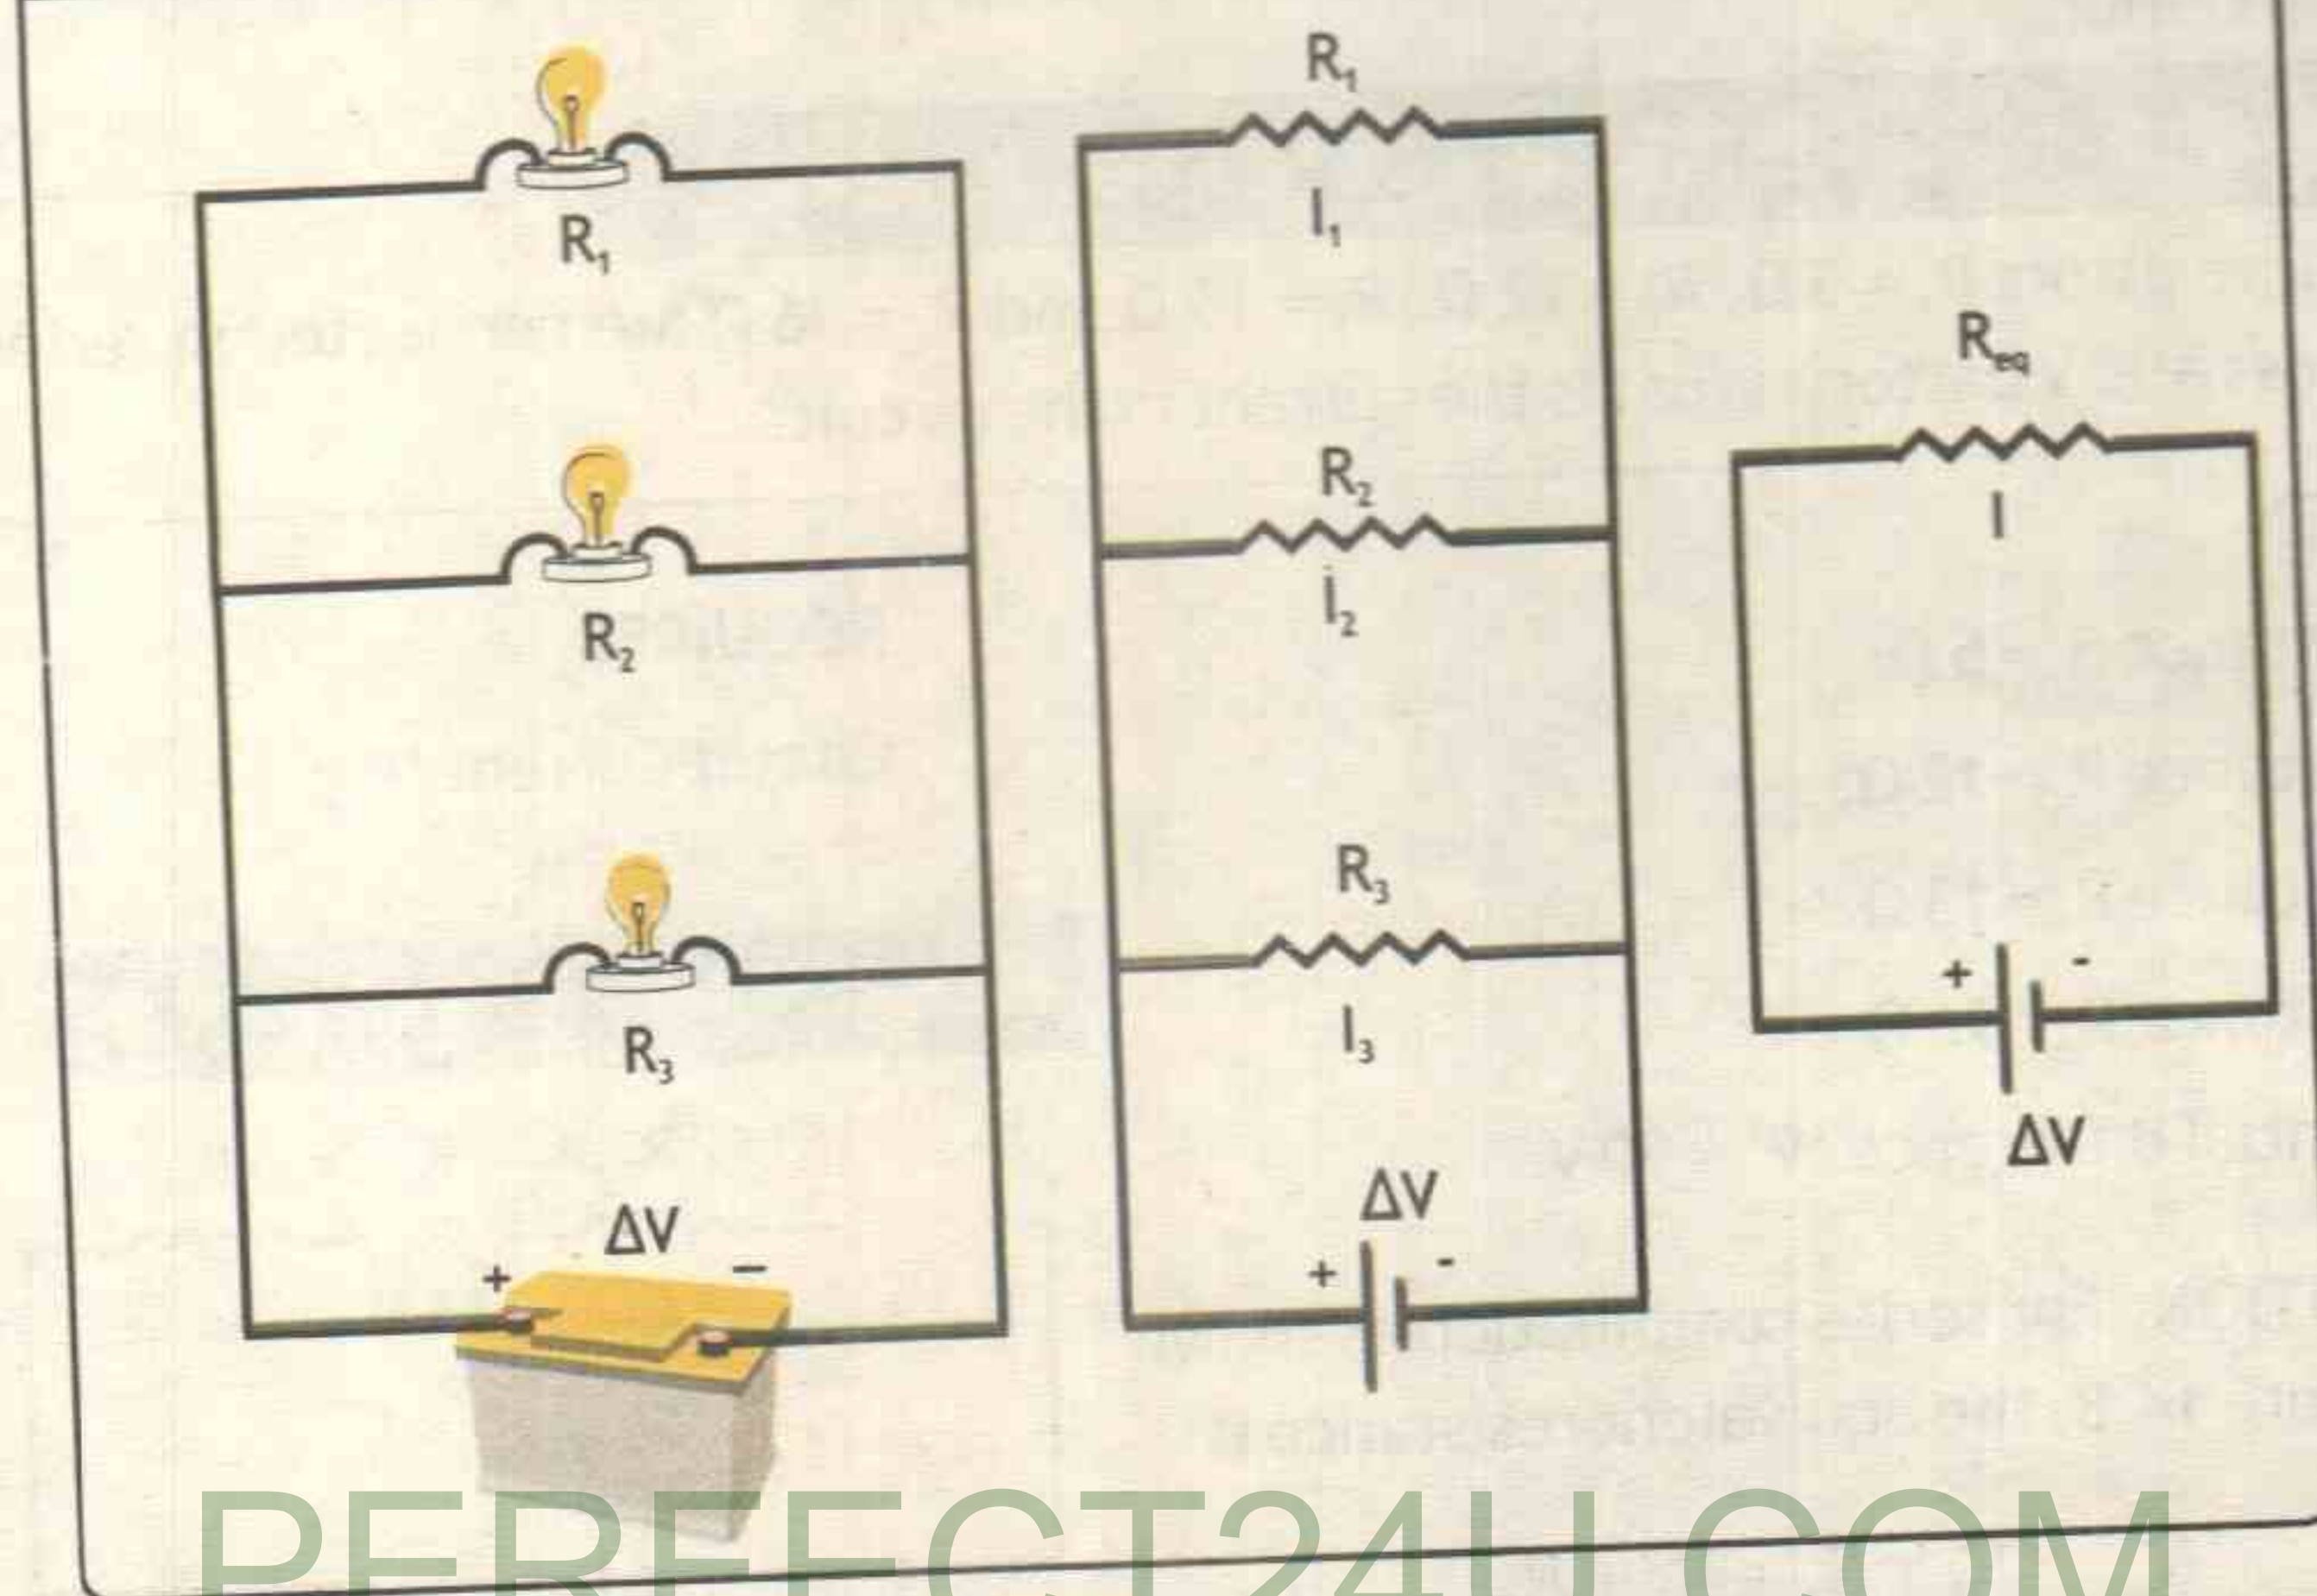 R₁
R₂
R₃
ΔV
+ −
R₁
I₁
R₂
I₂
R₃
I₃
ΔV
+ -
Req
I
+ -
ΔV
PERFECT24U.COM